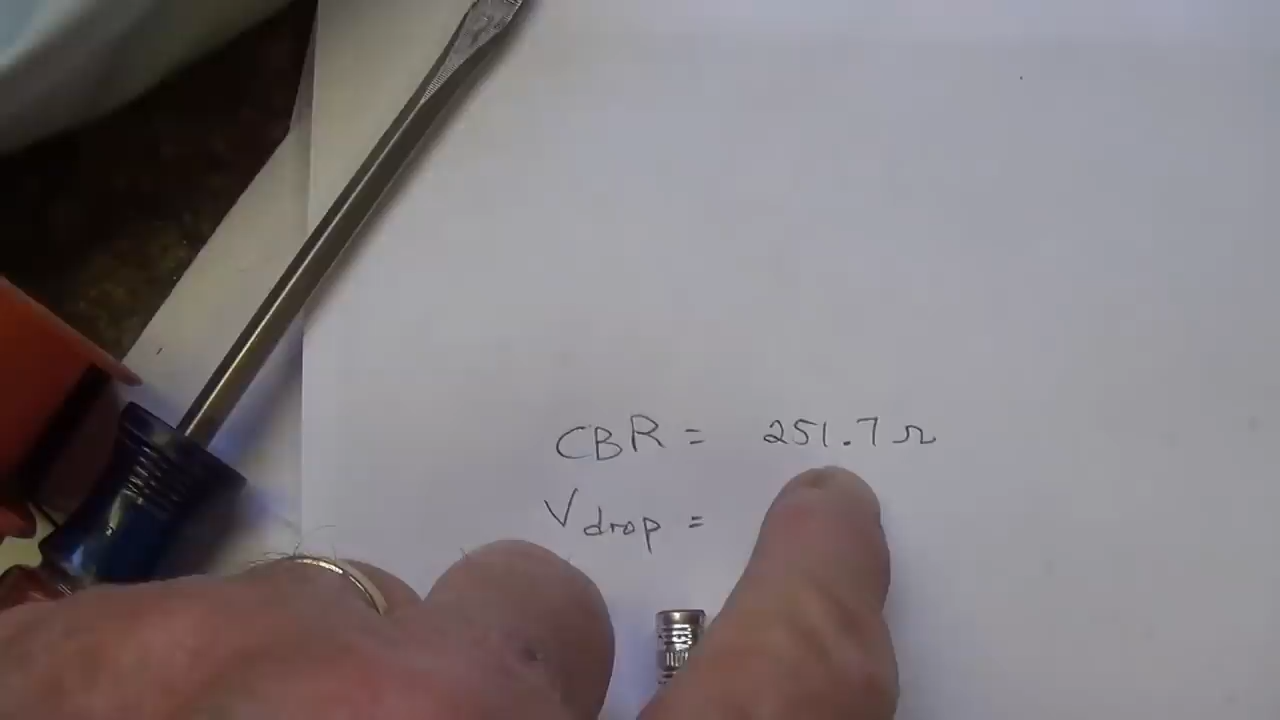 CBR = 251.7 Ω
Vdrop =